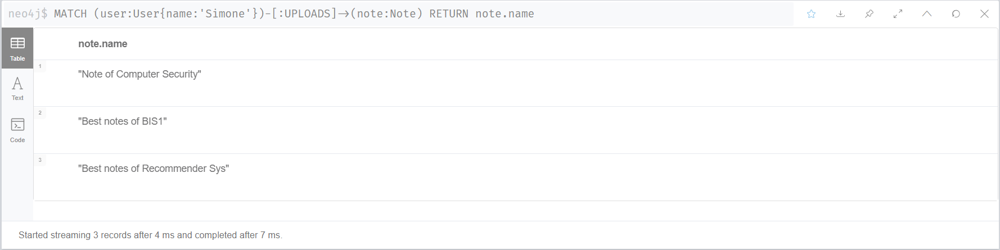 neo4j$ MATCH (user:User{name:'Simone'})-[:UPLOADS]→(note:Note) RETURN note.name
Table
note.name
1
"Note of Computer Security"
Text
2
"Best notes of BIS1"
Code
3
"Best notes of Recommender Sys"
Started streaming 3 records after 4 ms and completed after 7 ms.